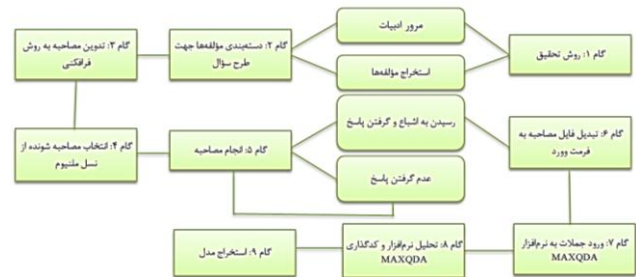 گام ۱: روش تحقیق
مرور ادبیات
استخراج مؤلفه‌ها
گام ۲: دسته‌بندی مؤلفه‌ها جهت
طرح سؤال
گام ۳: تدوین مصاحبه به روش
فرافکنی
گام ۴: انتخاب مصاحبه شونده از
نسل ملنیوم
گام ۵: انجام مصاحبه
رسیدن به اشباع و گرفتن پاسخ
عدم گرفتن پاسخ
گام ۶: تبدیل فایل مصاحبه به
فرمت وورد
گام ۷: ورود جملات به نرم‌افزار
MAXQDA
گام ۸: تحلیل نرم‌افزار و کدگذاری
MAXQDA
گام ۹: استخراج مدل